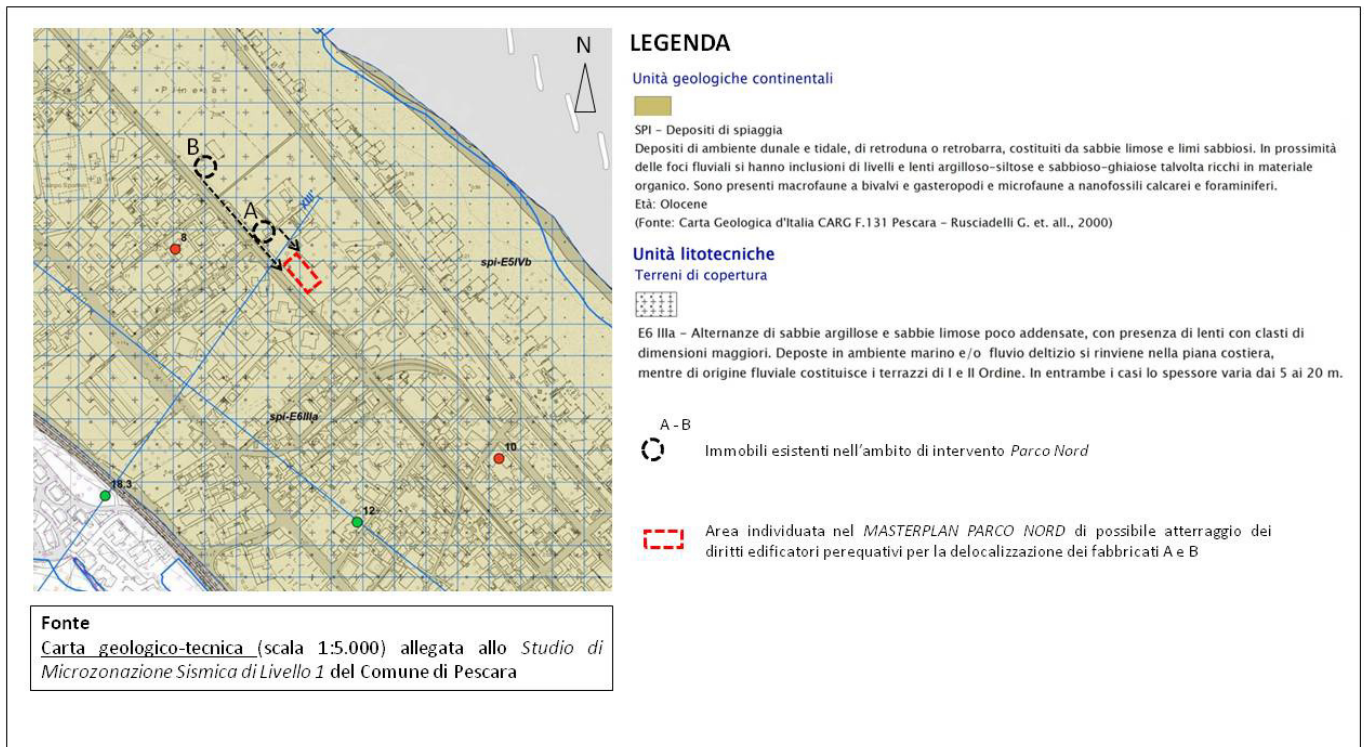 N
Pineta
B
A
XIII'
8
spi-E5IVb
spi-E6IIIa
10
18.3
12
Fonte
Carta geologico-tecnica (scala 1:5.000) allegata allo Studio di
Microzonazione Sismica di Livello 1 del Comune di Pescara
LEGENDA
Unità geologiche continentali
SPI – Depositi di spiaggia
Depositi di ambiente dunale e tidale, di retroduna o retrobarra, costituiti da sabbie limose e limi sabbiosi. In prossimità
delle foci fluviali si hanno inclusioni di livelli e lenti argilloso-siltose e sabbioso-ghiaiose talvolta ricchi in materiale
organico. Sono presenti macrofaune a bivalvi e gasteropodi e microfaune a nanofossili calcarei e foraminiferi.
Età: Olocene
(Fonte: Carta Geologica d'Italia CARG F.131 Pescara – Rusciadelli G. et. all., 2000)
Unità litotecniche
Terreni di copertura
E6 IIIa – Alternanze di sabbie argillose e sabbie limose poco addensate, con presenza di lenti con clasti di
dimensioni maggiori. Deposte in ambiente marino e/o fluvio deltizio si rinviene nella piana costiera,
mentre di origine fluviale costituisce i terrazzi di I e II Ordine. In entrambe i casi lo spessore varia dai 5 ai 20 m.
A - B
Immobili esistenti nell'ambito di intervento Parco Nord
Area individuata nel MASTERPLAN PARCO NORD di possibile atterraggio dei
diritti edificatori perequativi per la delocalizzazione dei fabbricati A e B